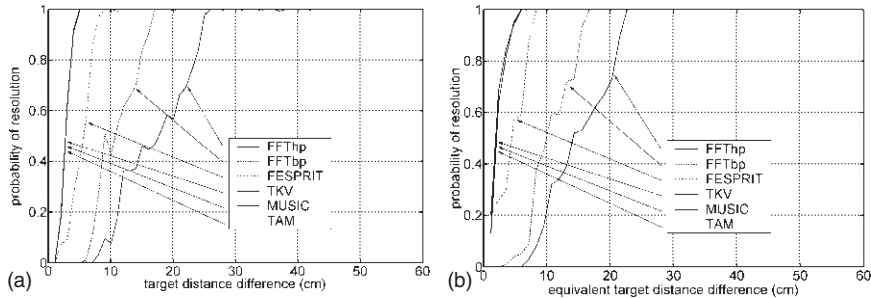 (a)
probability of resolution
1
0.8
0.6
0.4
0.2
0
0 10 20 30 40 50 60
target distance difference (cm)
FFThp
FFTbp
FESPRIT
TKV
MUSIC
TAM
(b)
probability of resolution
1
0.8
0.6
0.4
0.2
0
0 10 20 30 40 50 60
equivalent target distance difference (cm)
FFThp
FFTbp
FESPRIT
TKV
MUSIC
TAM